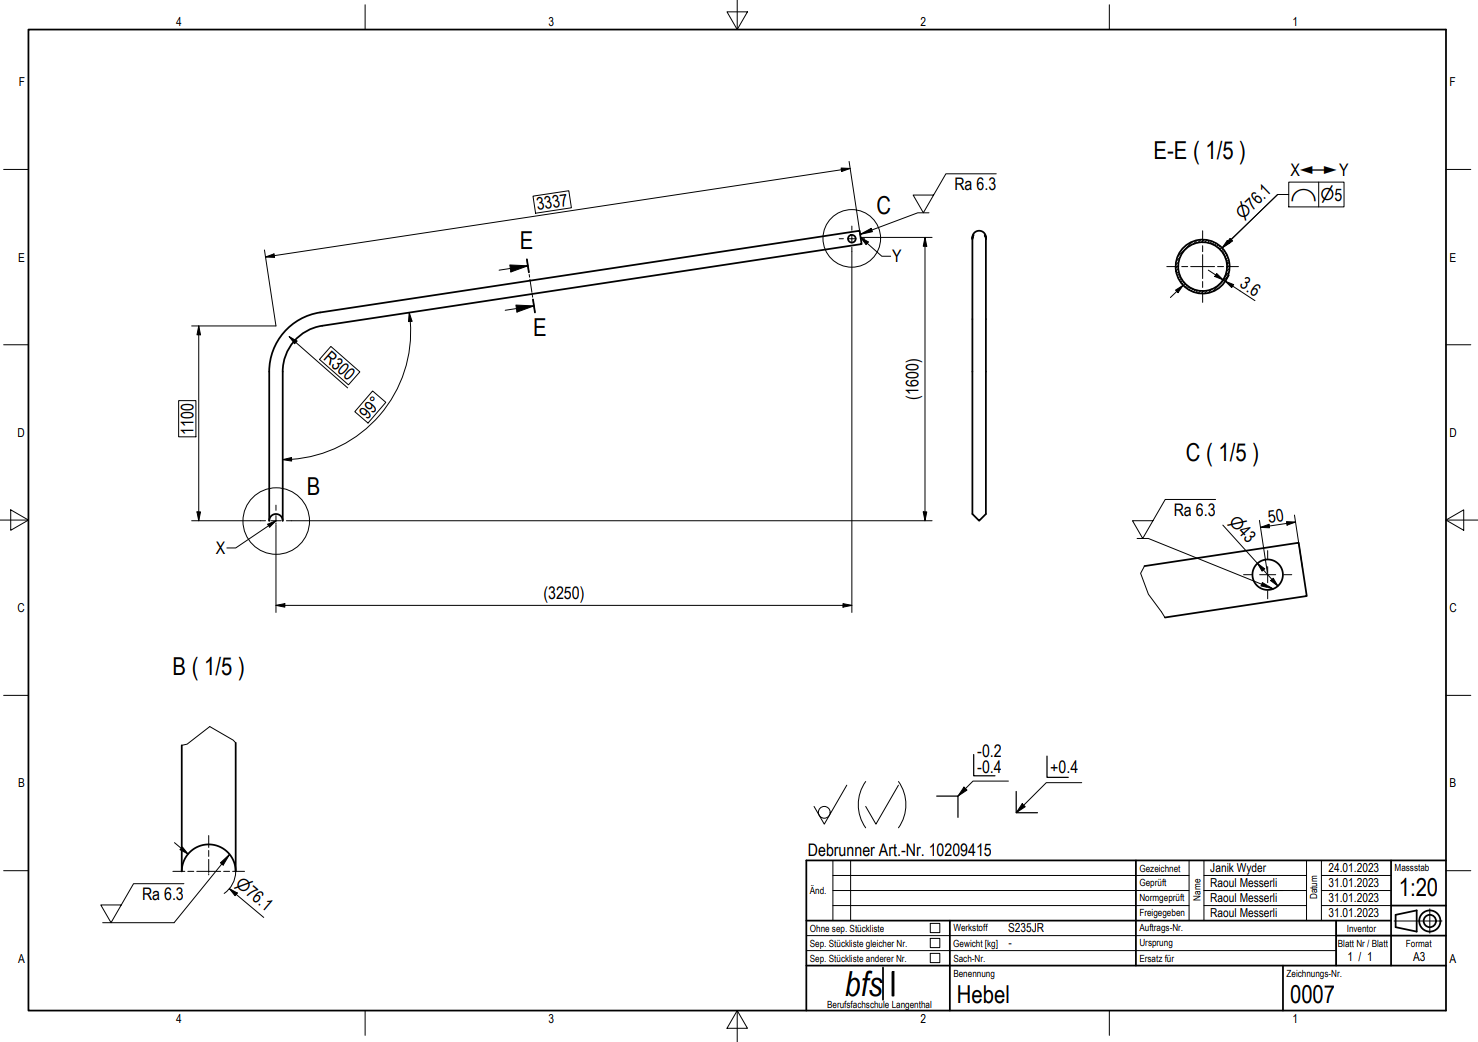 4 3 2 1
F F
E-E ( 1/5 )
X Y
Ø5
Ø76.1
3.6
E E
3337
E
E
C
Ra 6.3
Y
R300
99°
1100
(1600)
B
X
(3250)
D D
C ( 1/5 )
Ra 6.3
Ø43
50
C C
B ( 1/5 )
Ra 6.3
Ø76.1
B B
-0.2
-0.4
+0.4
Debrunner Art.-Nr. 10209415
Änd.
Gezeichnet
Geprüft
Normgeprüft
Freigegeben
Name
Janik Wyder
Raoul Messerli
Raoul Messerli
Raoul Messerli
Datum
24.01.2023
31.01.2023
31.01.2023
31.01.2023
Massstab
1:20
Ohne sep. Stückliste
Sep. Stückliste gleicher Nr.
Sep. Stückliste anderer Nr.
Werkstoff S235JR
Gewicht [kg] -
Sach-Nr.
Auftrags-Nr.
Ursprung
Ersatz für
Inventor
Blatt Nr / Blatt
1 / 1
Format
A3
A A
bfsl
Berufsfachschule Langenthal
Benennung
Hebel
Zeichnungs-Nr.
0007
4 3 2 1